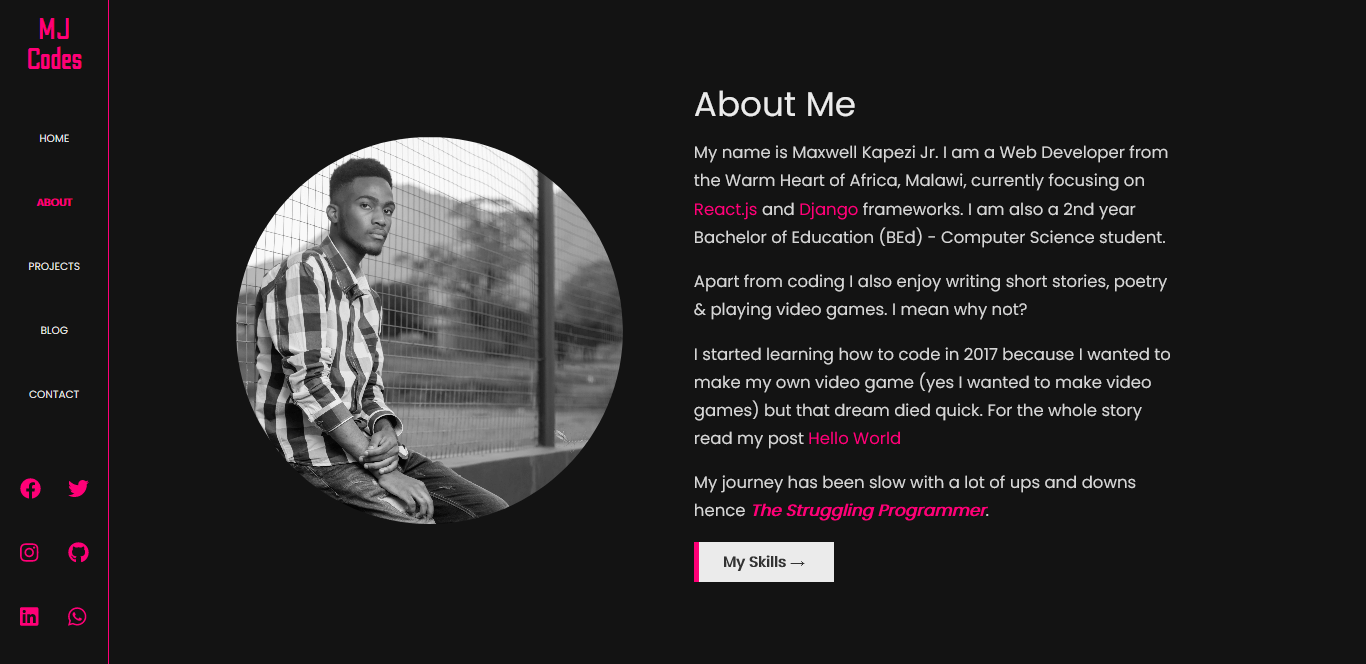 MJ
Codes
HOME
ABOUT
PROJECTS
BLOG
CONTACT
About Me
My name is Maxwell Kapezi Jr. I am a Web Developer from
the Warm Heart of Africa, Malawi, currently focusing on
React.js and Django frameworks. I am also a 2nd year
Bachelor of Education (BEd) - Computer Science student.
Apart from coding I also enjoy writing short stories, poetry
& playing video games. I mean why not?
I started learning how to code in 2017 because I wanted to
make my own video game (yes I wanted to make video
games) but that dream died quick. For the whole story
read my post Hello World
My journey has been slow with a lot of ups and downs
hence The Struggling Programmer.
My Skills →